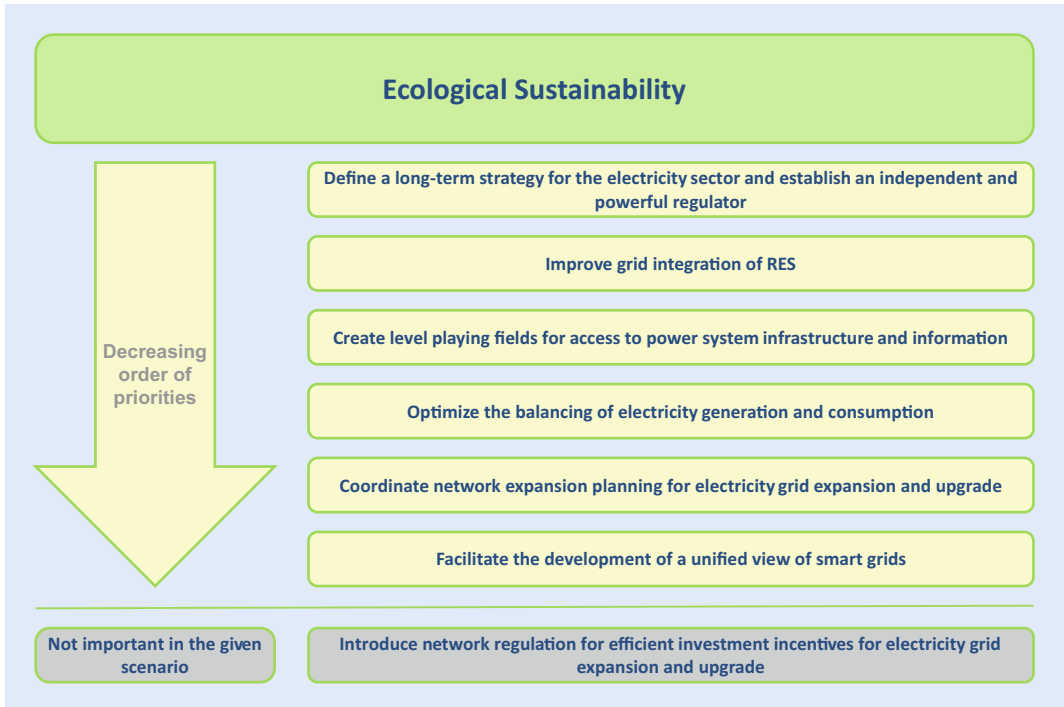 Ecological Sustainability
Define a long-term strategy for the electricity sector and establish an independent and
powerful regulator
Improve grid integration of RES
Create level playing fields for access to power system infrastructure and information
Decreasing
order of
priorities
Optimize the balancing of electricity generation and consumption
Coordinate network expansion planning for electricity grid expansion and upgrade
Facilitate the development of a unified view of smart grids
Not important in the given
scenario
Introduce network regulation for efficient investment incentives for electricity grid
expansion and upgrade